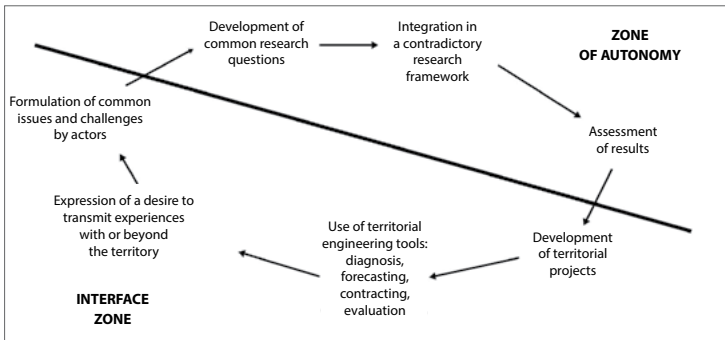 Development of
common research
questions
Integration in
a contradictory
research
framework
ZONE
OF AUTONOMY
Formulation of common
issues and challenges
by actors
Assessment
of results
Expression of a desire to
transmit experiences
with or beyond
the territory
Use of territorial
engineering tools:
diagnosis,
forecasting,
contracting,
evaluation
Development
of territorial
projects
INTERFACE
ZONE